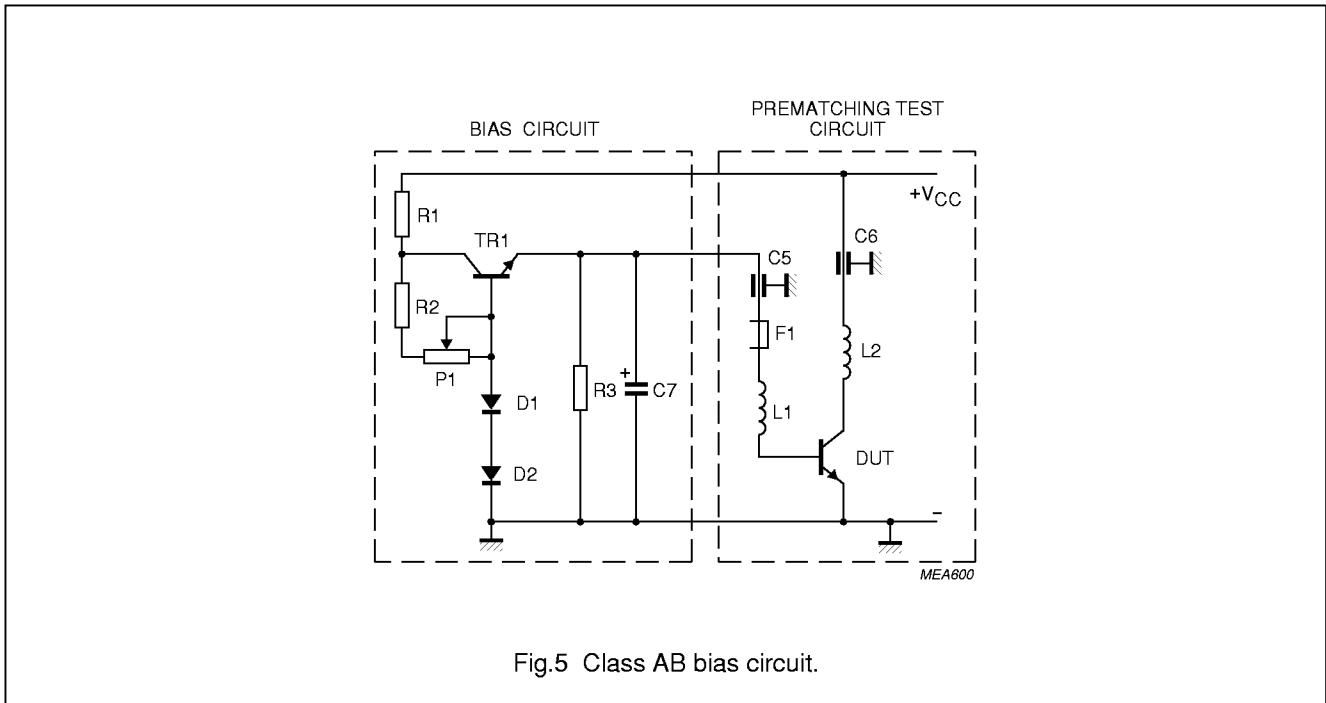 BIAS CIRCUIT
PREMATCHING TEST
CIRCUIT
+VCC
R1
TR1
C5
C6
R2
F1
L2
P1
R3
+
C7
D1
L1
DUT
D2
-
MEA600
Fig.5 Class AB bias circuit.